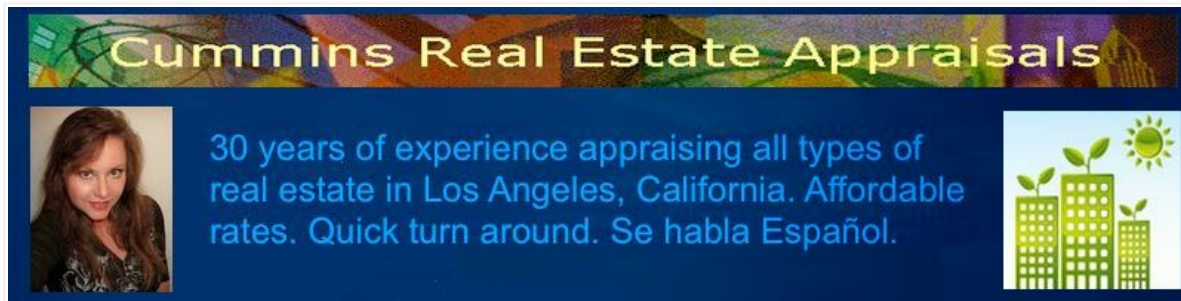 Cummins Real Estate Appraisals
30 years of experience appraising all types of
real estate in Los Angeles, California. Affordable
rates. Quick turn around. Se habla Español.